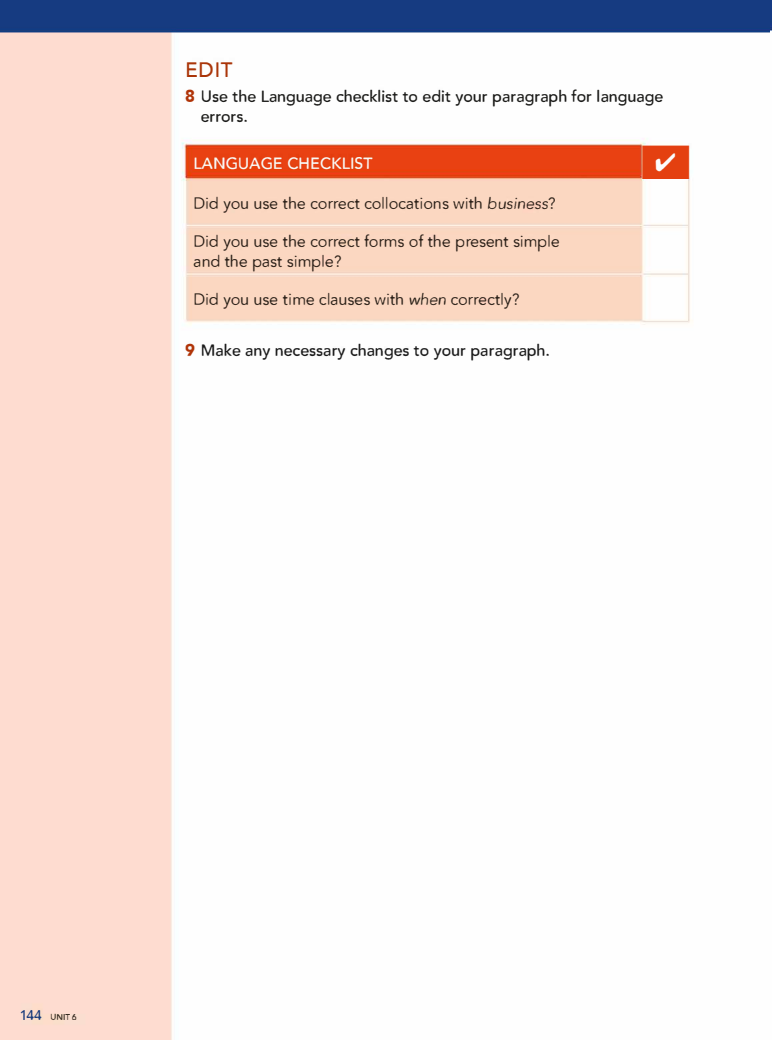 EDIT
8 Use the Language checklist to edit your paragraph for language
errors.
LANGUAGE CHECKLIST ✔
Did you use the correct collocations with business?
Did you use the correct forms of the present simple
and the past simple?
Did you use time clauses with when correctly?
9 Make any necessary changes to your paragraph.
144 UNIT 6